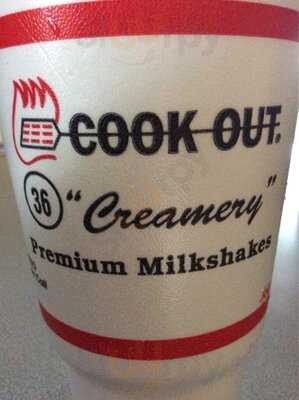 COOK OUT®
36 "Creamery"
Premium Milkshakes